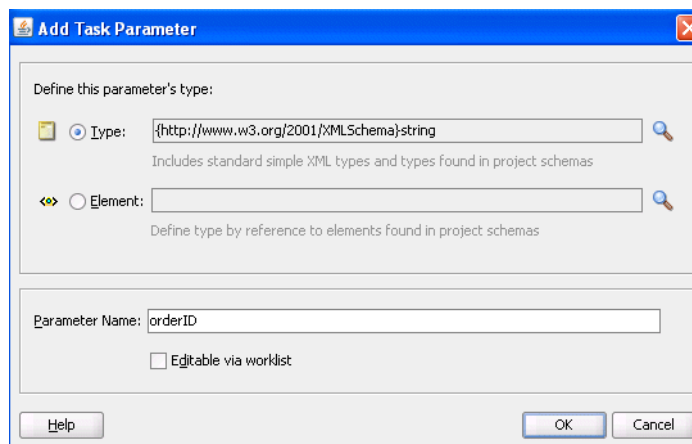 Add Task Parameter
Define this parameter's type:
Type: {http://www.w3.org/2001/XMLSchema}string
Includes standard simple XML types and types found in project schemas
Element:
Define type by reference to elements found in project schemas
Parameter Name: orderID
Editable via worklist
Help OK Cancel